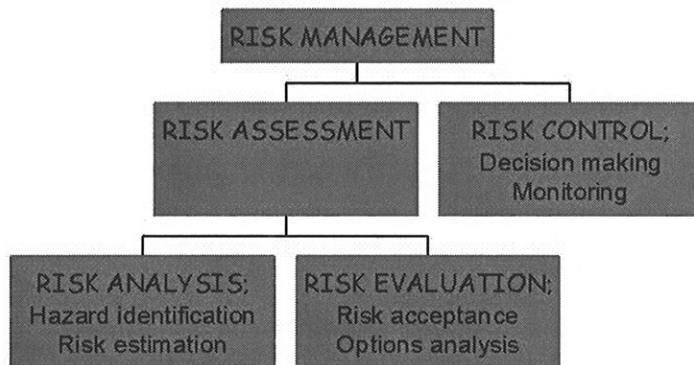 RISK MANAGEMENT
RISK ASSESSMENT
RISK CONTROL;
Decision making
Monitoring
RISK ANALYSIS;
Hazard identification
Risk estimation
RISK EVALUATION;
Risk acceptance
Options analysis